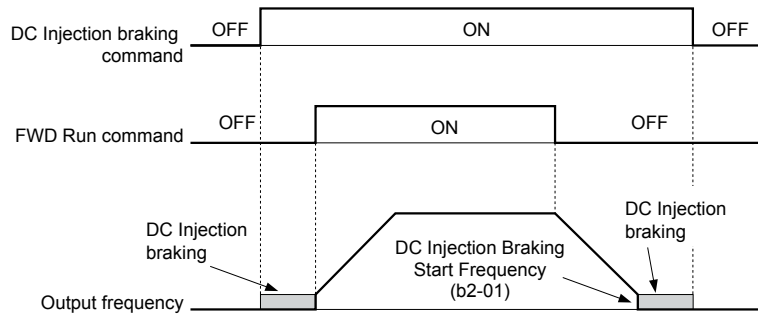 DC Injection braking
command
OFF
ON
OFF
FWD Run command
OFF
ON
OFF
DC Injection
braking
DC Injection Braking
Start Frequency
(b2-01)
DC Injection
braking
Output frequency